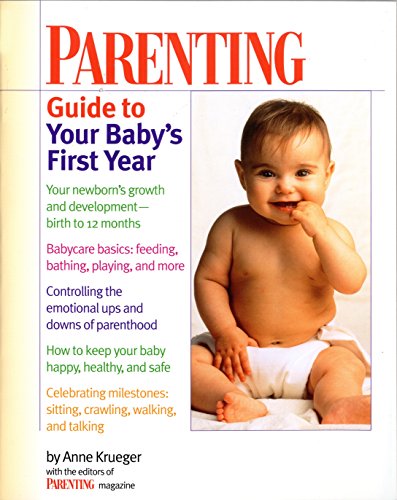 PARENTING
Guide to
Your Baby's
First Year
Your newborn's growth
and development—
birth to 12 months
Babycare basics: feeding,
bathing, playing, and more
Controlling the
emotional ups and
downs of parenthood
How to keep your baby
happy, healthy, and safe
Celebrating milestones:
sitting, crawling, walking,
and talking
by Anne Krueger
with the editors of
PARENTING magazine